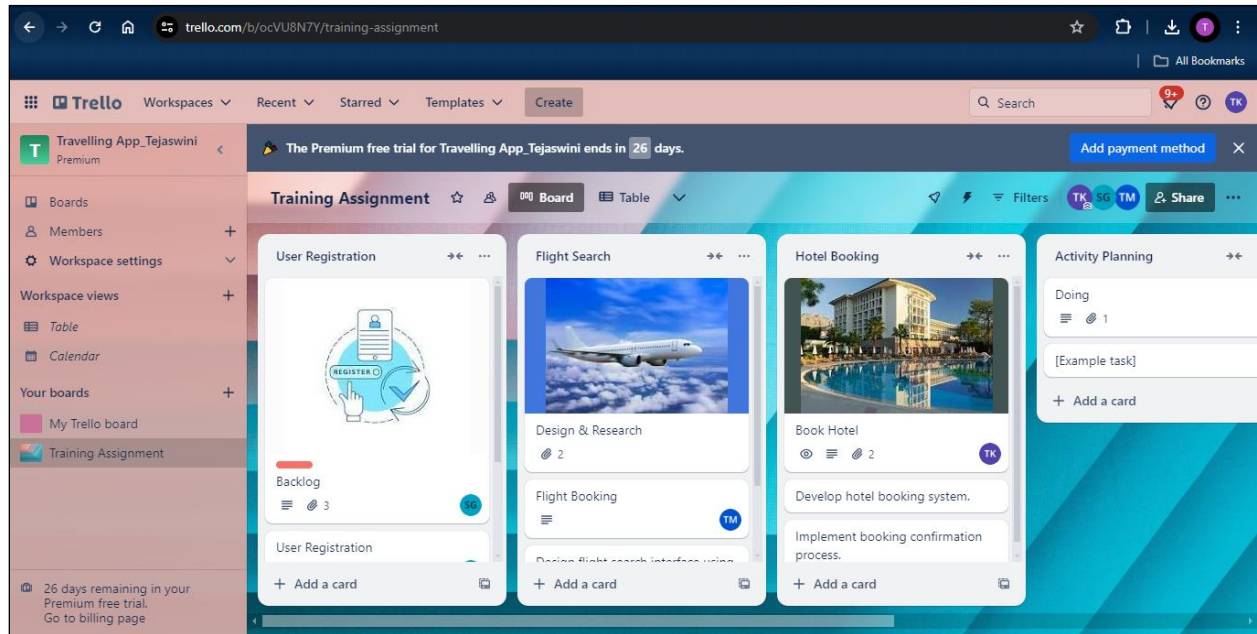 trello.com/b/ocVU8N7Y/training-assignment
T
All Bookmarks
Trello Workspaces Recent Starred Templates Create Search 9+ TK
T Travelling App_Tejaswini
Premium
The Premium free trial for Travelling App_Tejaswini ends in 26 days. Add payment method
Boards
Members
Workspace settings
Workspace views
Table
Calendar
Your boards
My Trello board
Training Assignment
26 days remaining in your
Premium free trial.
Go to billing page
Training Assignment Board Table Filters TK SG TM Share
User Registration
REGISTER
Backlog
3 SG
User Registration
Add a card
Flight Search
Design & Research
2
Flight Booking
TM
Design flight search interface using
Add a card
Hotel Booking
Book Hotel
2 TK
Develop hotel booking system.
Implement booking confirmation
process.
Add a card
Activity Planning
Doing
1
[Example task]
Add a card